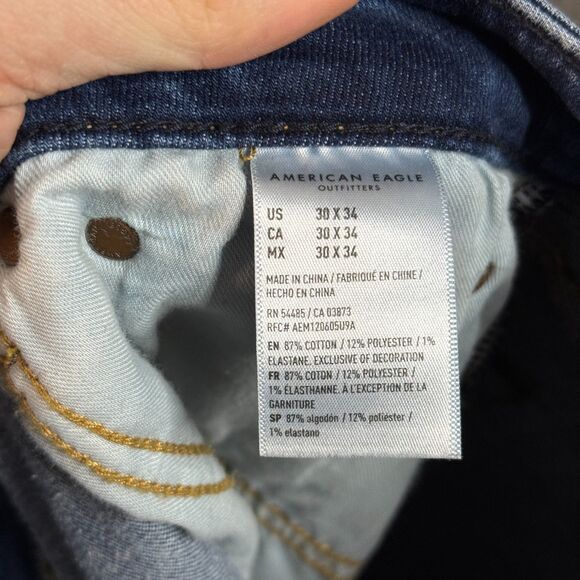 AMERICAN EAGLE
OUTFITTERS
US 30 X 34
CA 30 X 34
MX 30 X 34
MADE IN CHINA / FABRIQUÉ EN CHINE /
HECHO EN CHINA
RN 54485 / CA 03873
RFC# AEM120605U9A
EN 87% COTTON / 12% POLYESTER / 1%
ELASTANE. EXCLUSIVE OF DECORATION
FR 87% COTON / 12% POLYESTER /
1% ÉLASTHANNE. À L'EXCEPTION DE LA
GARNITURE
SP 87% algodón / 12% poliéster /
1% elastano